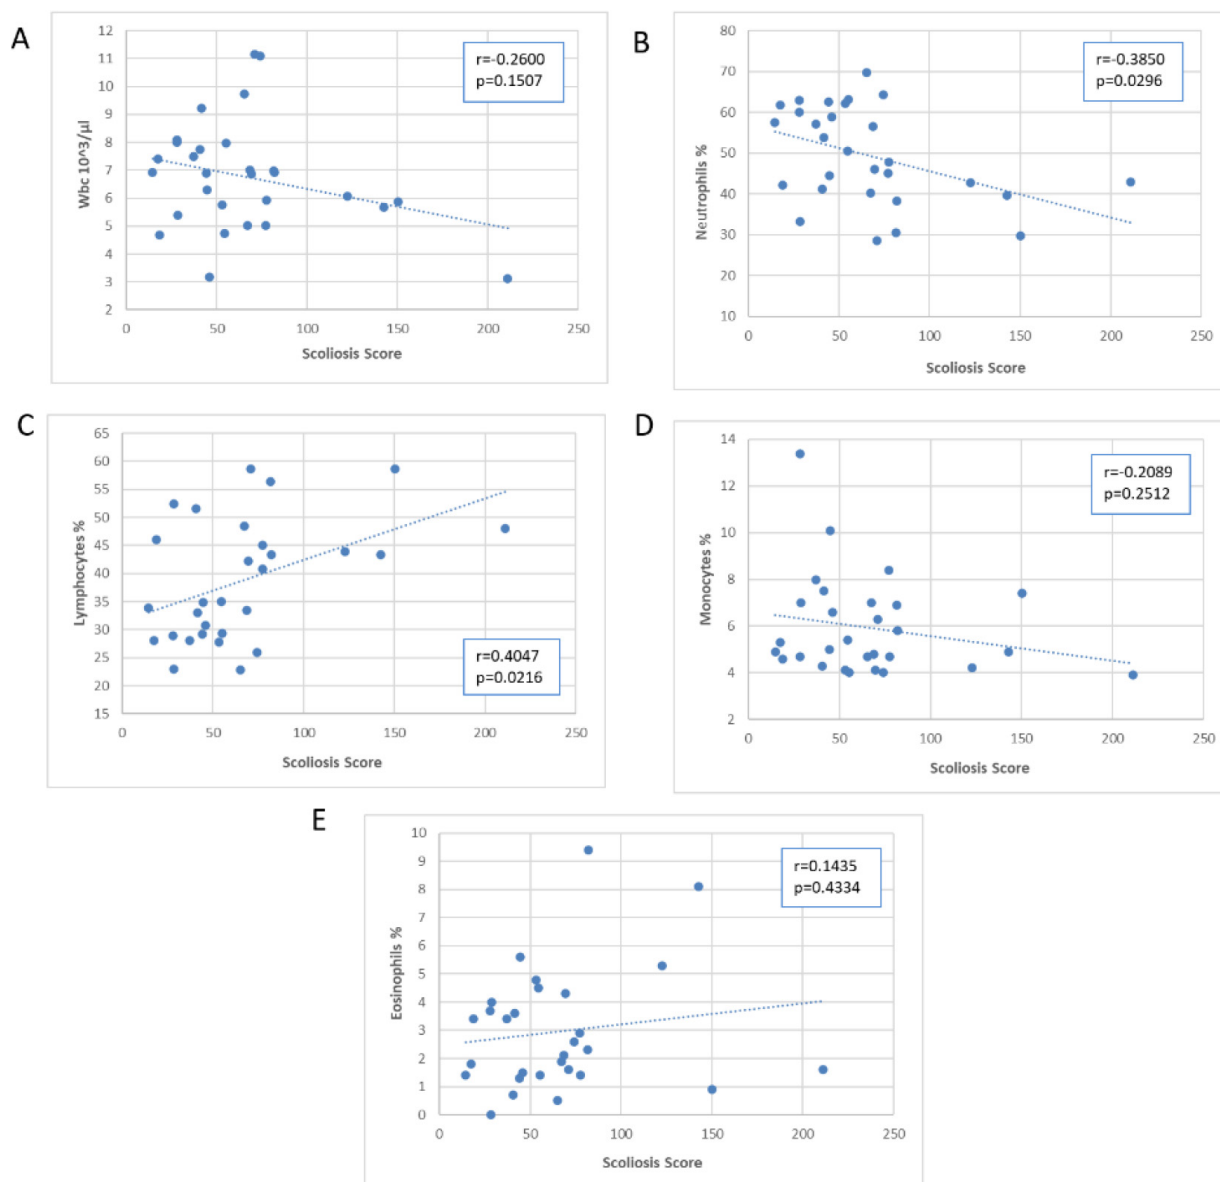 A
12
11
10
9
8
7
6
5
4
3
2
Wbc 10^3/µl
r=-0.2600
p=0.1507
0 50 100 150 200 250
Scoliosis Score
B
80
70
60
50
40
30
20
10
Neutrophils %
r=-0.3850
p=0.0296
0 50 100 150 200 250
Scoliosis Score
C
65
60
55
50
45
40
35
30
25
20
15
Lymphocytes %
r=0.4047
p=0.0216
0 50 100 150 200 250
Scoliosis Score
D
14
12
10
8
6
4
2
Monocytes %
r=-0.2089
p=0.2512
0 50 100 150 200 250
Scoliosis Score
E
10
9
8
7
6
5
4
3
2
1
0
Eosinophils %
r=0.1435
p=0.4334
0 50 100 150 200 250
Scoliosis Score